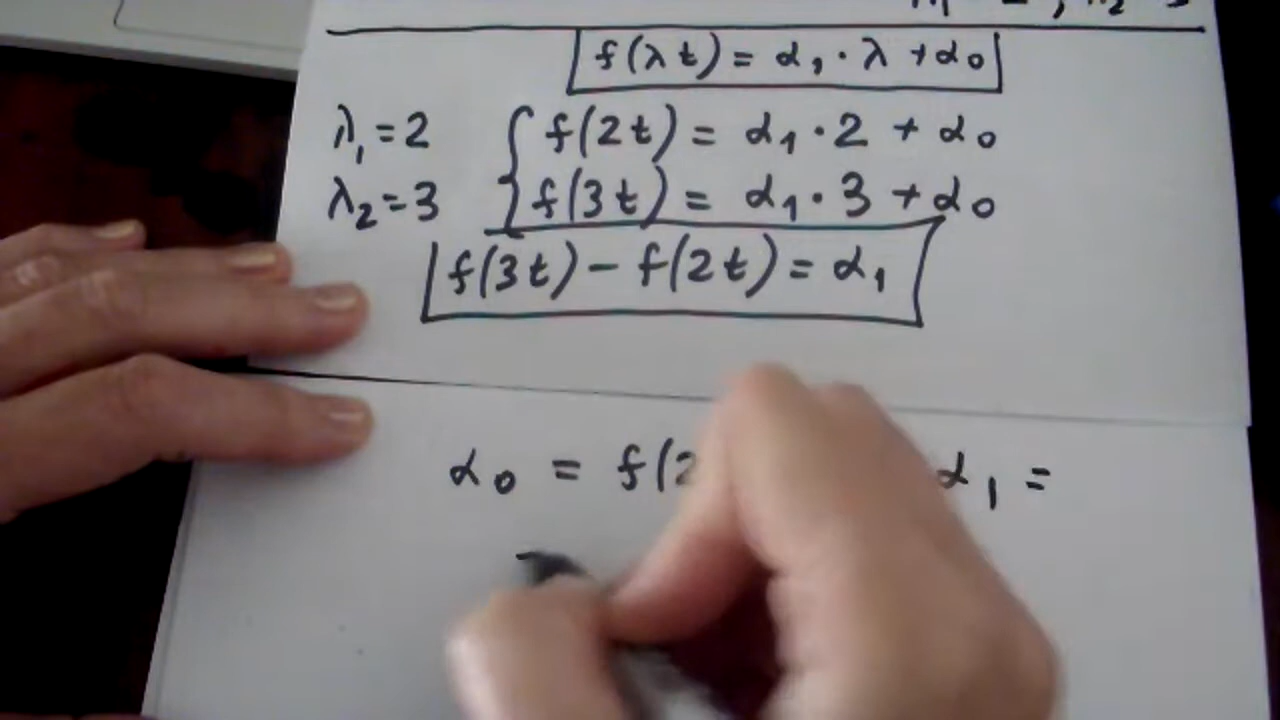 f(λt) = α₁ · λ + α₀
λ₁ = 2 f(2t) = α₁ · 2 + α₀
λ₂ = 3 f(3t) = α₁ · 3 + α₀
f(3t) - f(2t) = α₁
α₀ = f(2 α₁ =